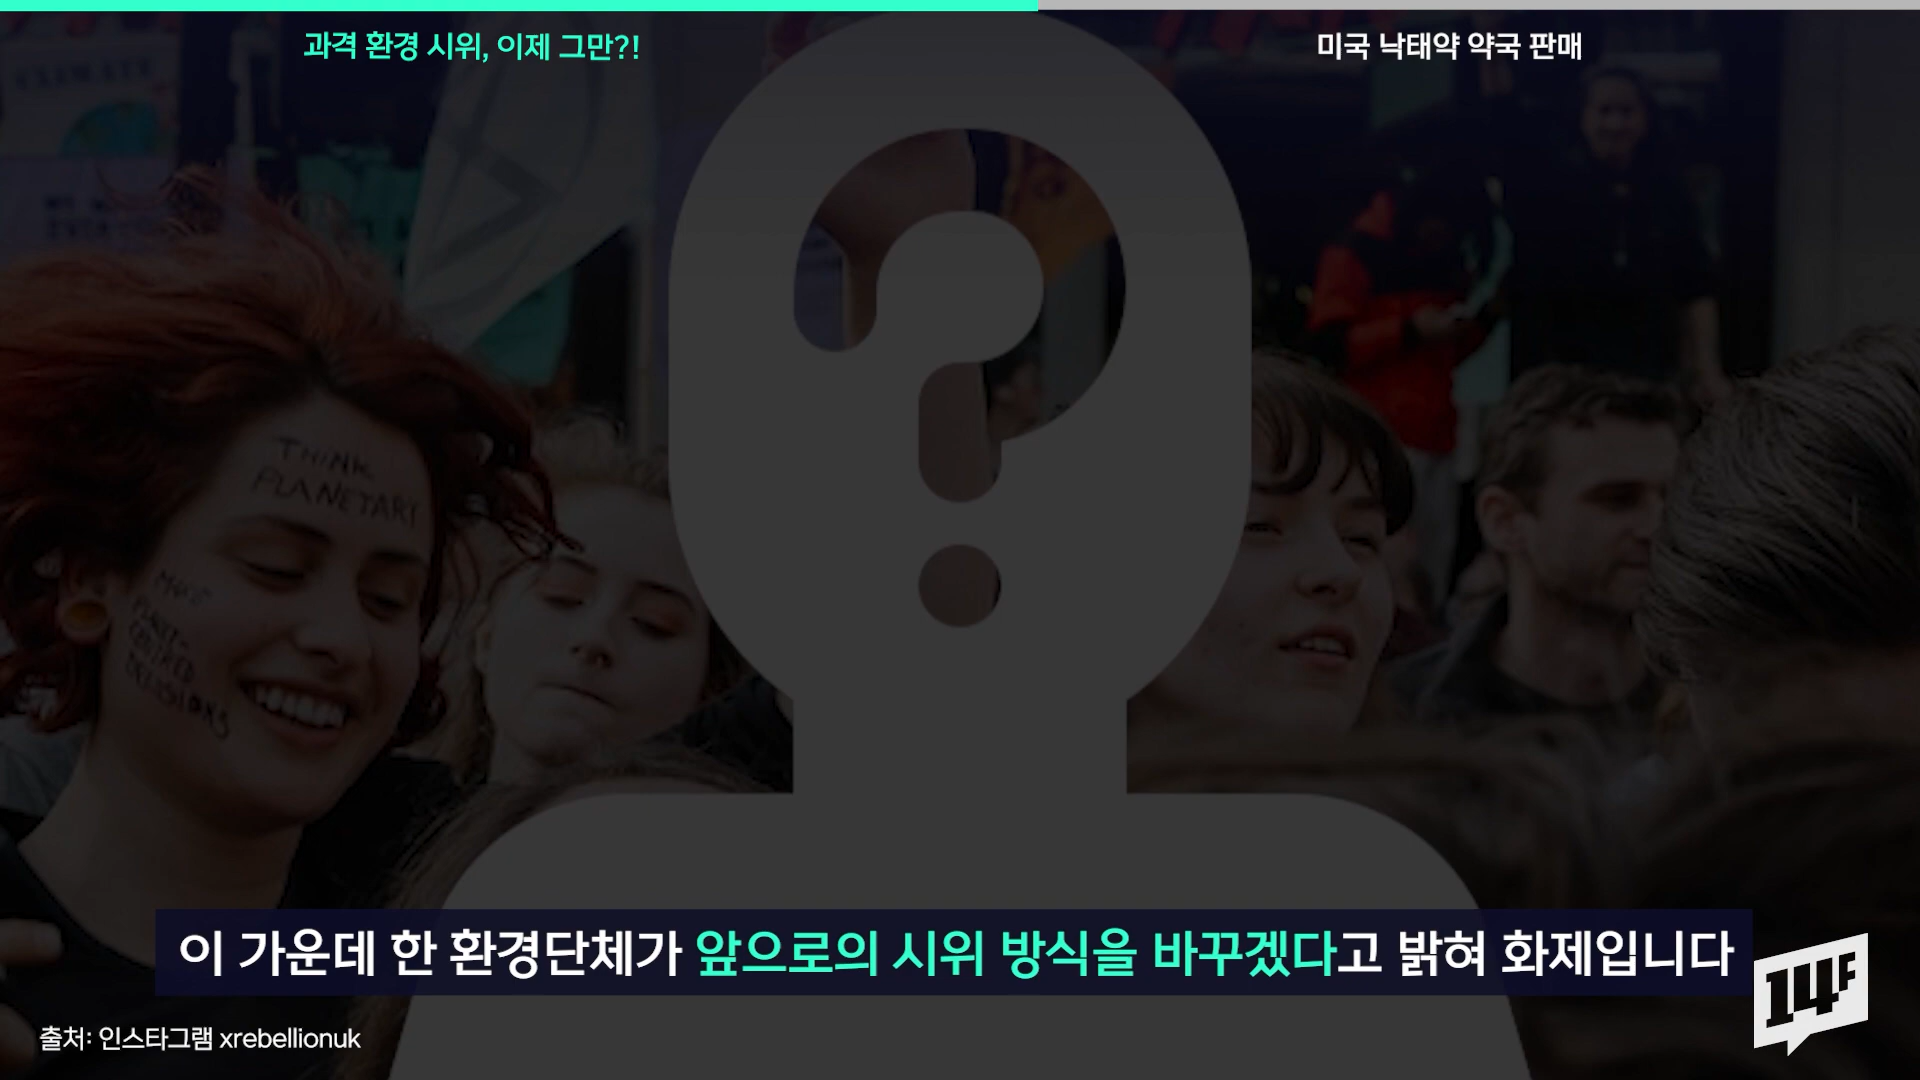 과격 환경 시위, 이제 그만?!
미국 낙태약 약국 판매
CLIMATE
THINK
PLANETARY
이 가운데 한 환경단체가 앞으로의 시위 방식을 바꾸겠다고 밝혀 화제입니다
14F
출처: 인스타그램 xrebellionuk